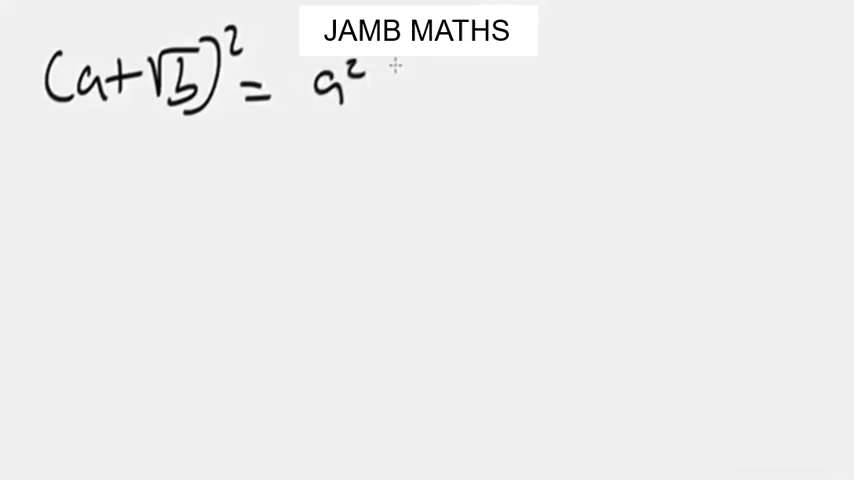 JAMB MATHS
(a+√b)² = a²